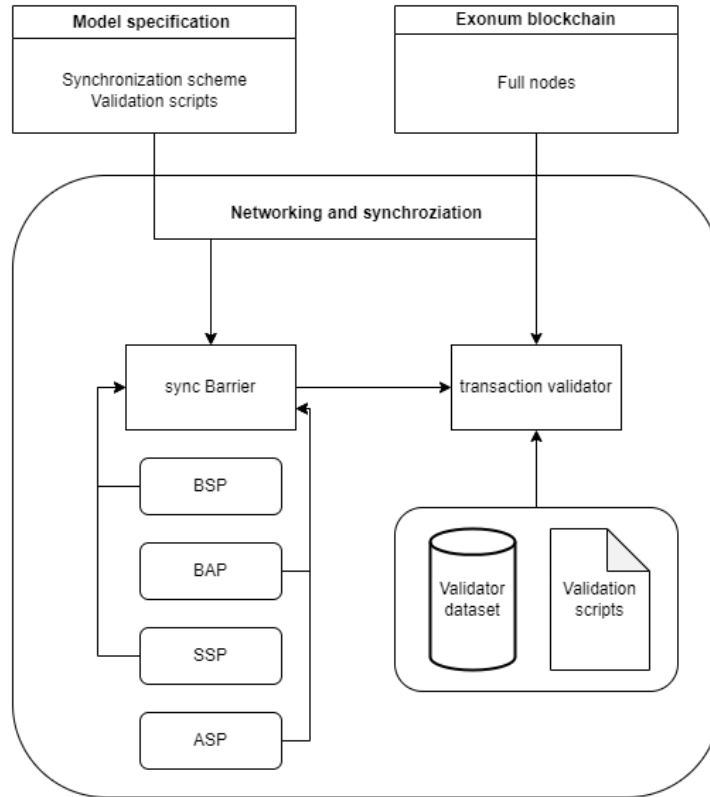 Model specification
Synchronization scheme
Validation scripts
Exonum blockchain
Full nodes
Networking and synchroziation
sync Barrier
transaction validator
BSP
BAP
SSP
ASP
Validator
dataset
Validation
scripts